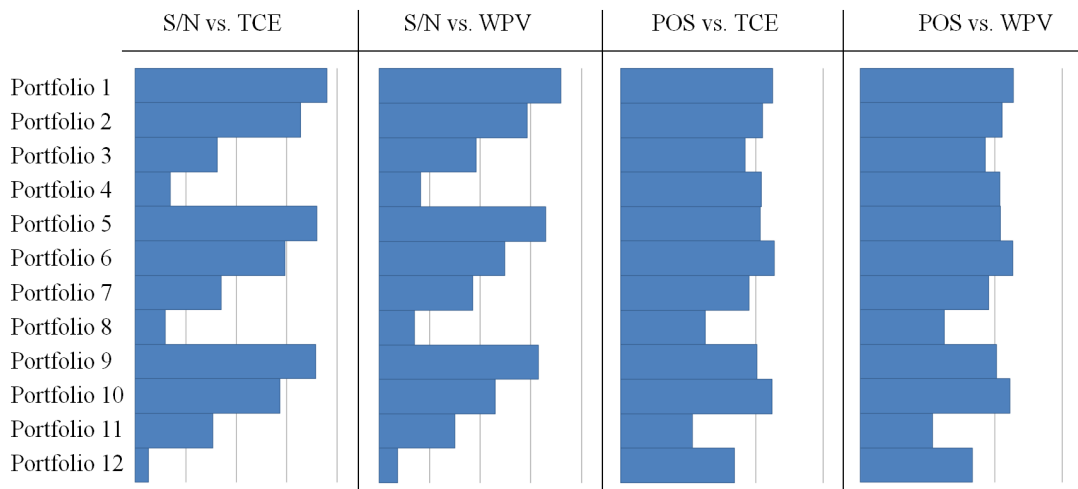 S/N vs. TCE S/N vs. WPV POS vs. TCE POS vs. WPV
Portfolio 1
Portfolio 2
Portfolio 3
Portfolio 4
Portfolio 5
Portfolio 6
Portfolio 7
Portfolio 8
Portfolio 9
Portfolio 10
Portfolio 11
Portfolio 12